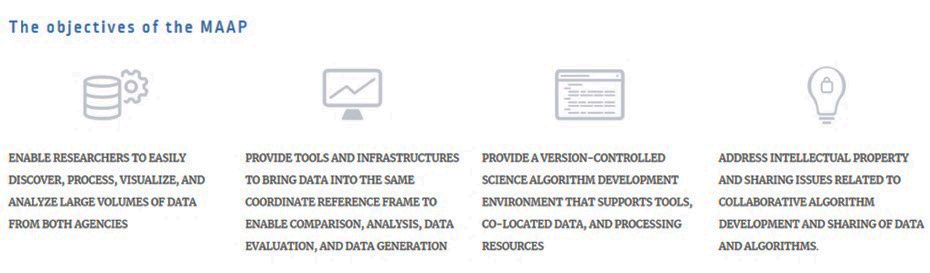 The objectives of the MAAP
ENABLE RESEARCHERS TO EASILY
DISCOVER, PROCESS, VISUALIZE, AND
ANALYZE LARGE VOLUMES OF DATA
FROM BOTH AGENCIES
PROVIDE TOOLS AND INFRASTRUCTURES
TO BRING DATA INTO THE SAME
COORDINATE REFERENCE FRAME TO
ENABLE COMPARISON, ANALYSIS, DATA
EVALUATION, AND DATA GENERATION
PROVIDE A VERSION-CONTROLLED
SCIENCE ALGORITHM DEVELOPMENT
ENVIRONMENT THAT SUPPORTS TOOLS,
CO-LOCATED DATA, AND PROCESSING
RESOURCES
ADDRESS INTELLECTUAL PROPERTY
AND SHARING ISSUES RELATED TO
COLLABORATIVE ALGORITHM
DEVELOPMENT AND SHARING OF DATA
AND ALGORITHMS.